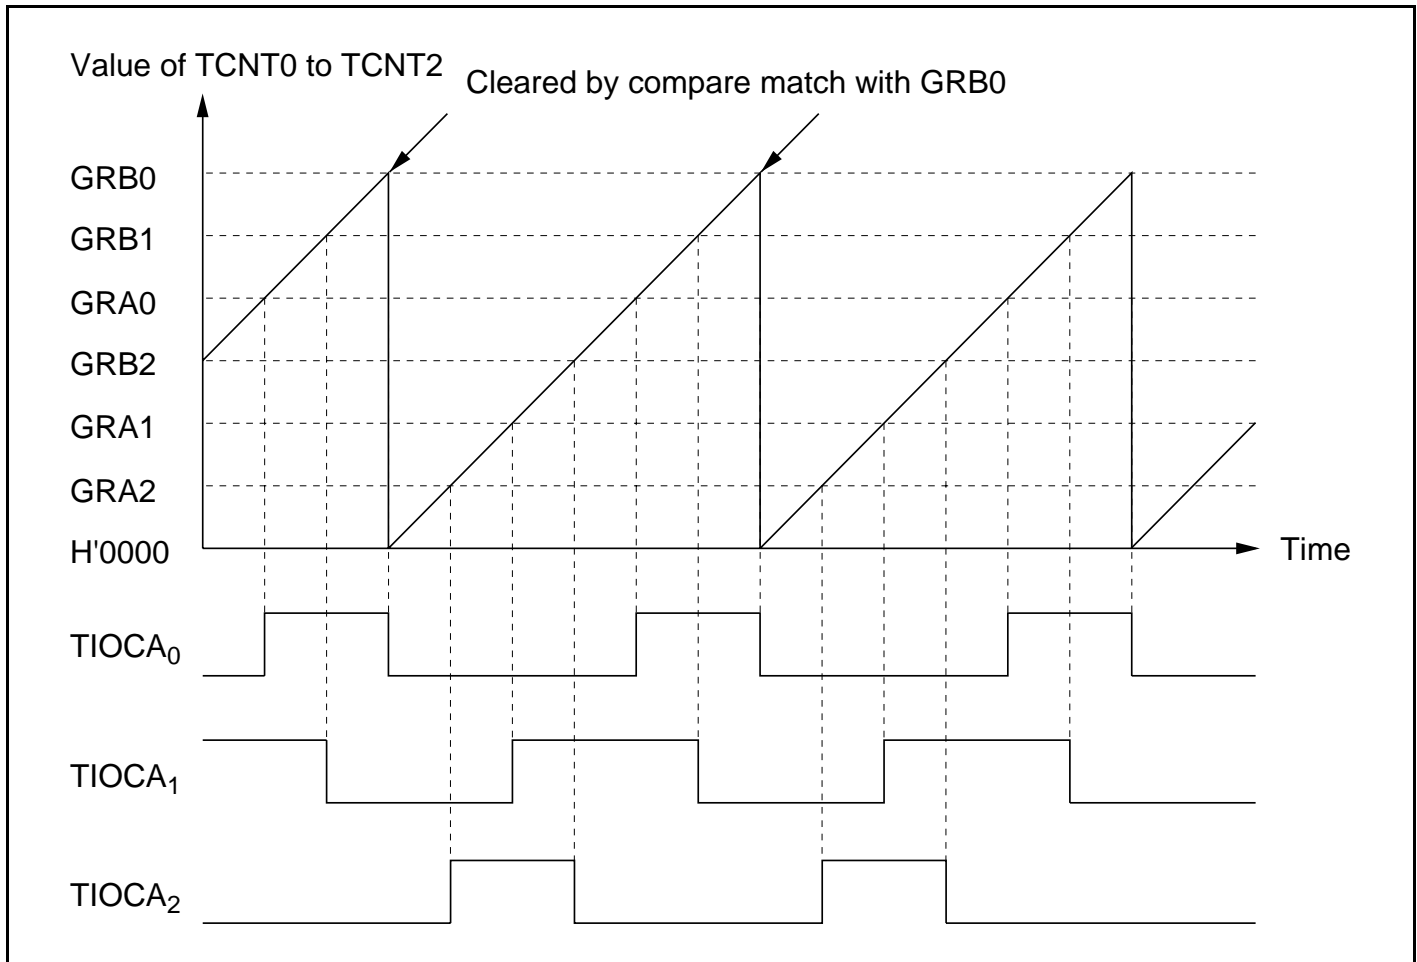 Value of TCNT0 to TCNT2
Cleared by compare match with GRB0
GRB0
GRB1
GRA0
GRB2
GRA1
GRA2
H'0000
Time
TIOCA0
TIOCA1
TIOCA2